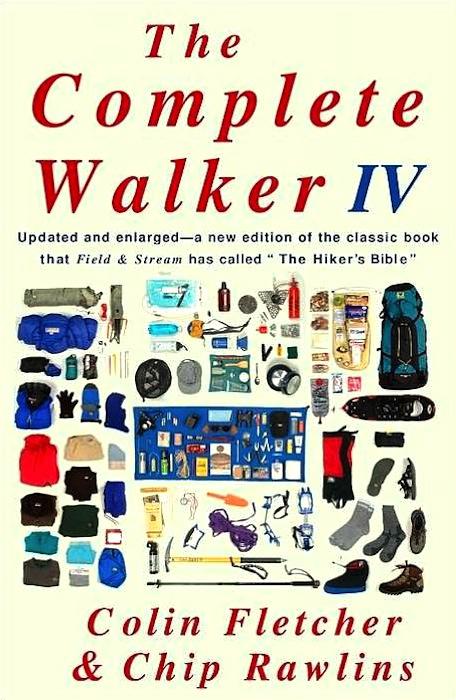 The
Complete
Walker IV
Updated and enlarged—a new edition of the classic book
that Field & Stream has called “ The Hiker's Bible”
Colin Fletcher
& Chip Rawlins